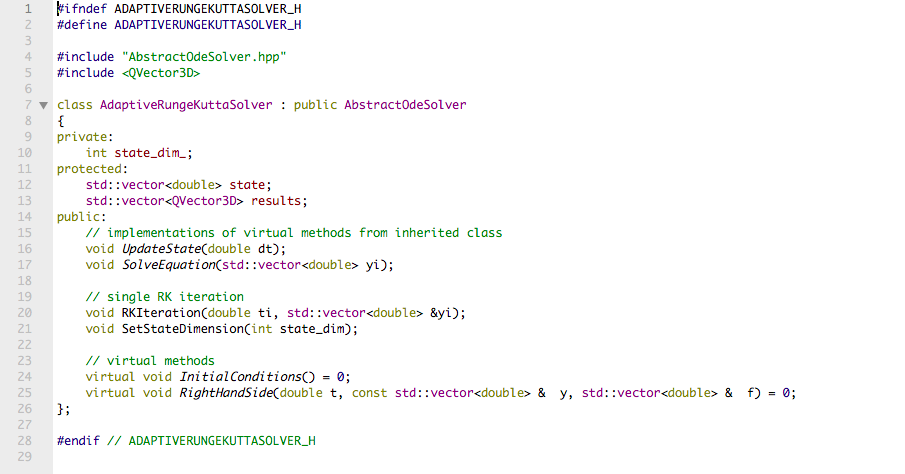 1 #ifndef ADAPTIVERUNGEKUTTASOLVER_H
2 #define ADAPTIVERUNGEKUTTASOLVER_H
3
4 #include "AbstractOdeSolver.hpp"
5 #include <QVector3D>
6
7 class AdaptiveRungeKuttaSolver : public AbstractOdeSolver
8 {
9 private:
10     int state_dim_;
11 protected:
12     std::vector<double> state;
13     std::vector<QVector3D> results;
14 public:
15     // implementations of virtual methods from inherited class
16     void UpdateState(double dt);
17     void SolveEquation(std::vector<double> yi);
18
19     // single RK iteration
20     void RKIteration(double ti, std::vector<double> &yi);
21     void SetStateDimension(int state_dim);
22
23     // virtual methods
24     virtual void InitialConditions() = 0;
25     virtual void RightHandSide(double t, const std::vector<double> &  y, std::vector<double> &  f) = 0;
26 };
27
28 #endif // ADAPTIVERUNGEKUTTASOLVER_H
29